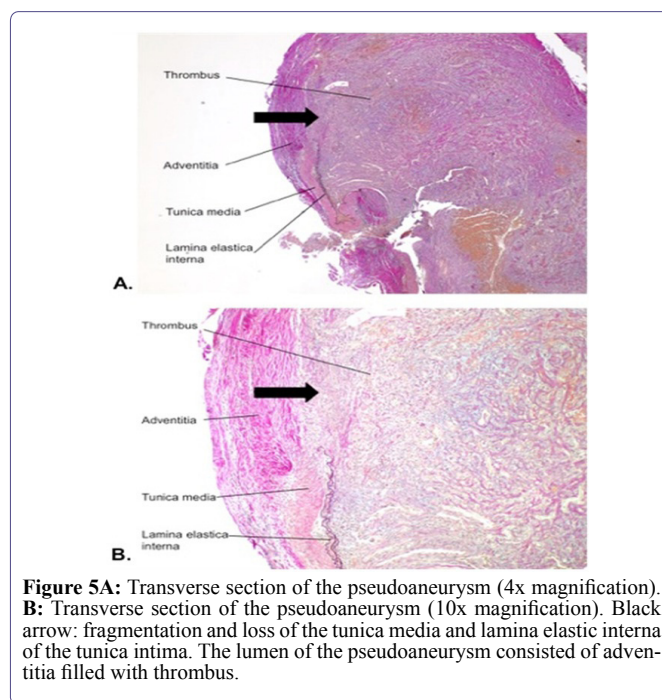 Thrombus
Adventitia
Tunica media
Lamina elastica
interna
A.
Thrombus
Adventitia
Tunica media
Lamina elastica
interna
B.
Figure 5A: Transverse section of the pseudoaneurysm (4x magnification).
B: Transverse section of the pseudoaneurysm (10x magnification). Black
arrow: fragmentation and loss of the tunica media and lamina elastic interna
of the tunica intima. The lumen of the pseudoaneurysm consisted of adven-
titia filled with thrombus.